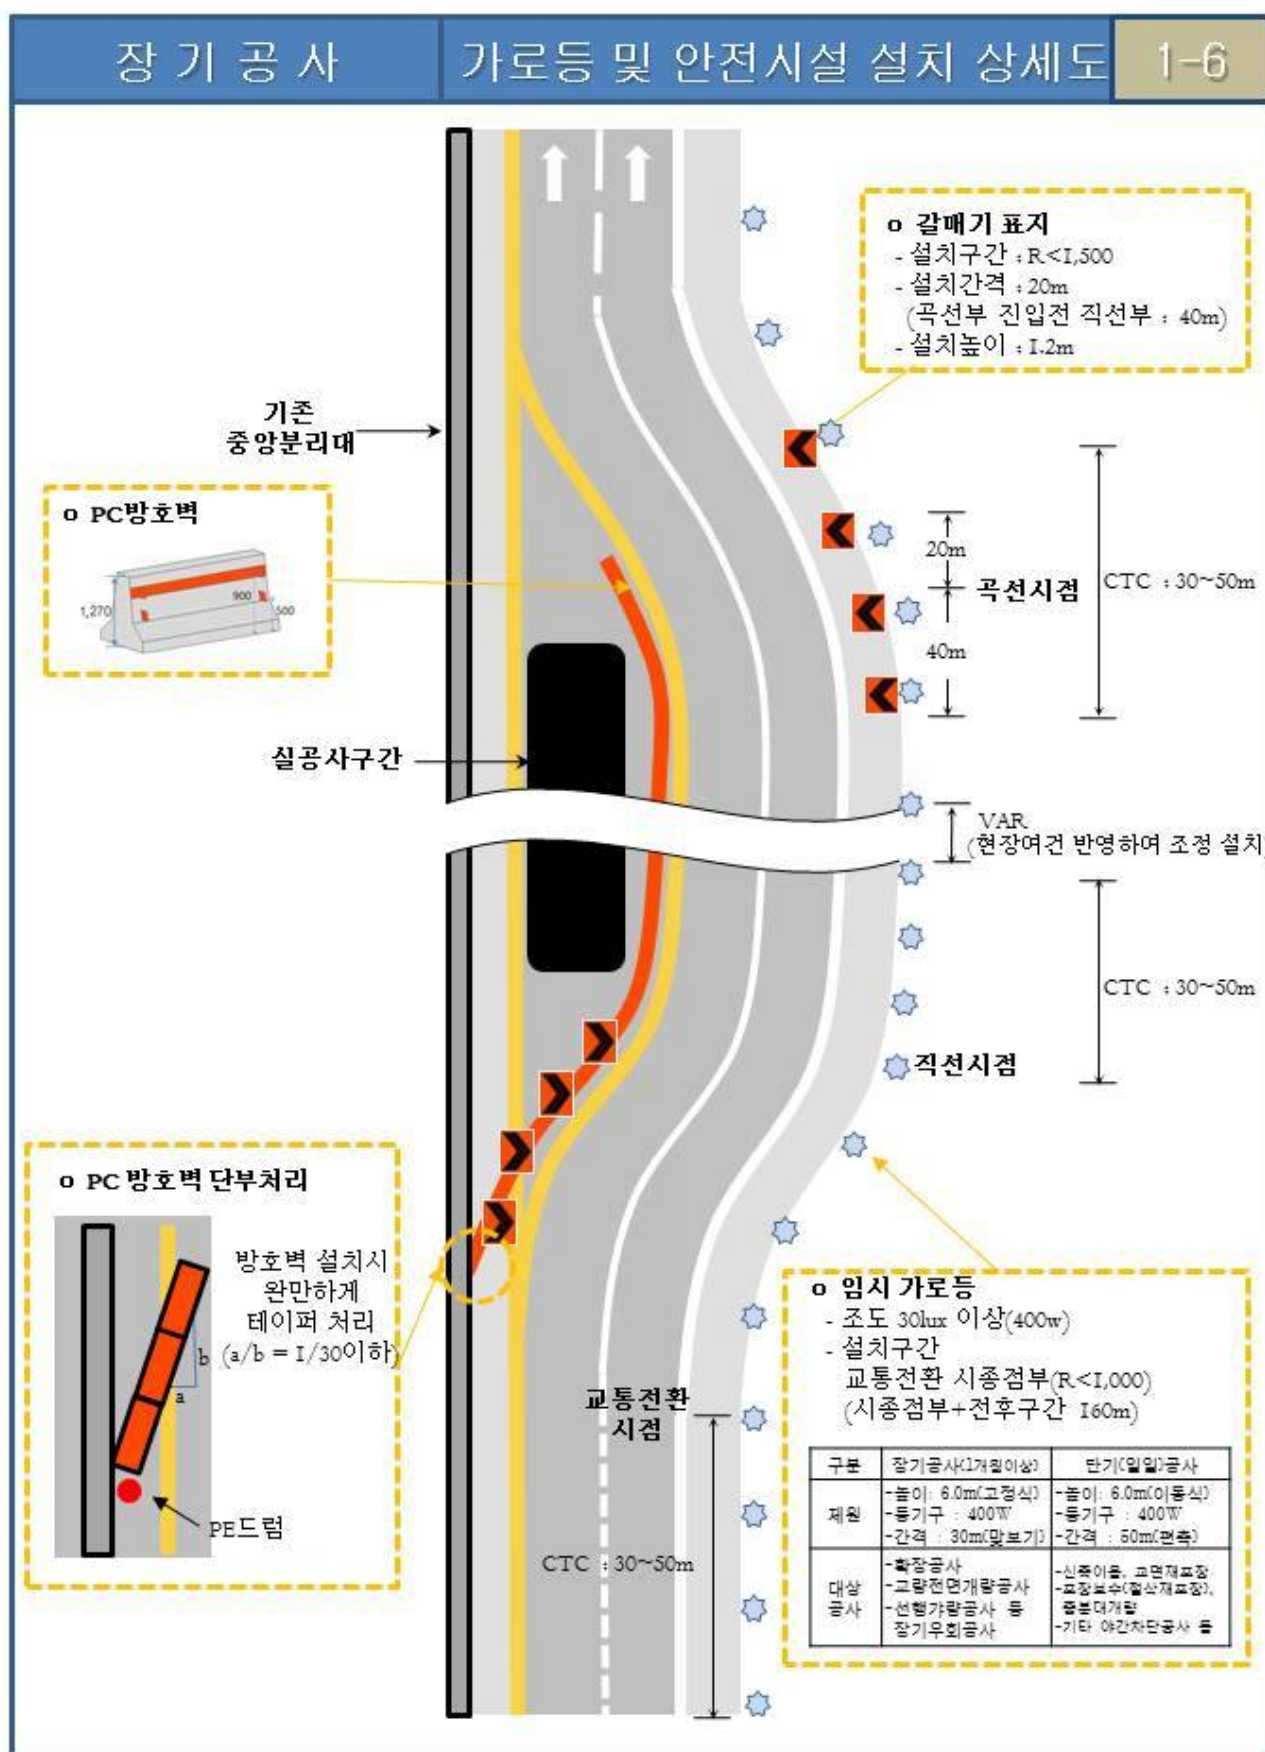 장 기 공 사
가로등 및 안전시설 설치 상세도
1-6
o 갈매기 표지
- 설치구간 : R<1,500
- 설치간격 : 20m
(곡선부 진입전 직선부 : 40m)
- 설치높이 : 1.2m
기존
중앙분리대
o PC방호벽
1,270
900
500
20m
곡선시점
CTC : 30~50m
40m
실공사구간
VAR
(현장여건 반영하여 조정 설치)
CTC : 30~50m
직선시점
o PC 방호벽 단부처리
방호벽 설치시
완만하게
테이퍼 처리
(a/b = 1/30이하)
b
a
PE드럼
o 임시 가로등
- 조도 30lux 이상(400w)
- 설치구간
교통전환 시종점부(R<1,000)
(시종점부+전후구간 160m)
교통전환
시점
CTC : 30~50m
구분
장기공사(1개월이상)
단기(일일)공사
제원
-높이: 6.0m(고정식)
-등기구 : 400W
-간격 : 30m(맞보기)
-높이: 6.0m(이동식)
-등기구 : 400W
-간격 : 50m(편측)
대상
공사
-확장공사
-교량전면개량공사
-선행개량공사 등
장기우회공사
-신축이음, 교면재포장
-포장보수(절삭재포장),
중분대개량
-기타 야간차단공사 등